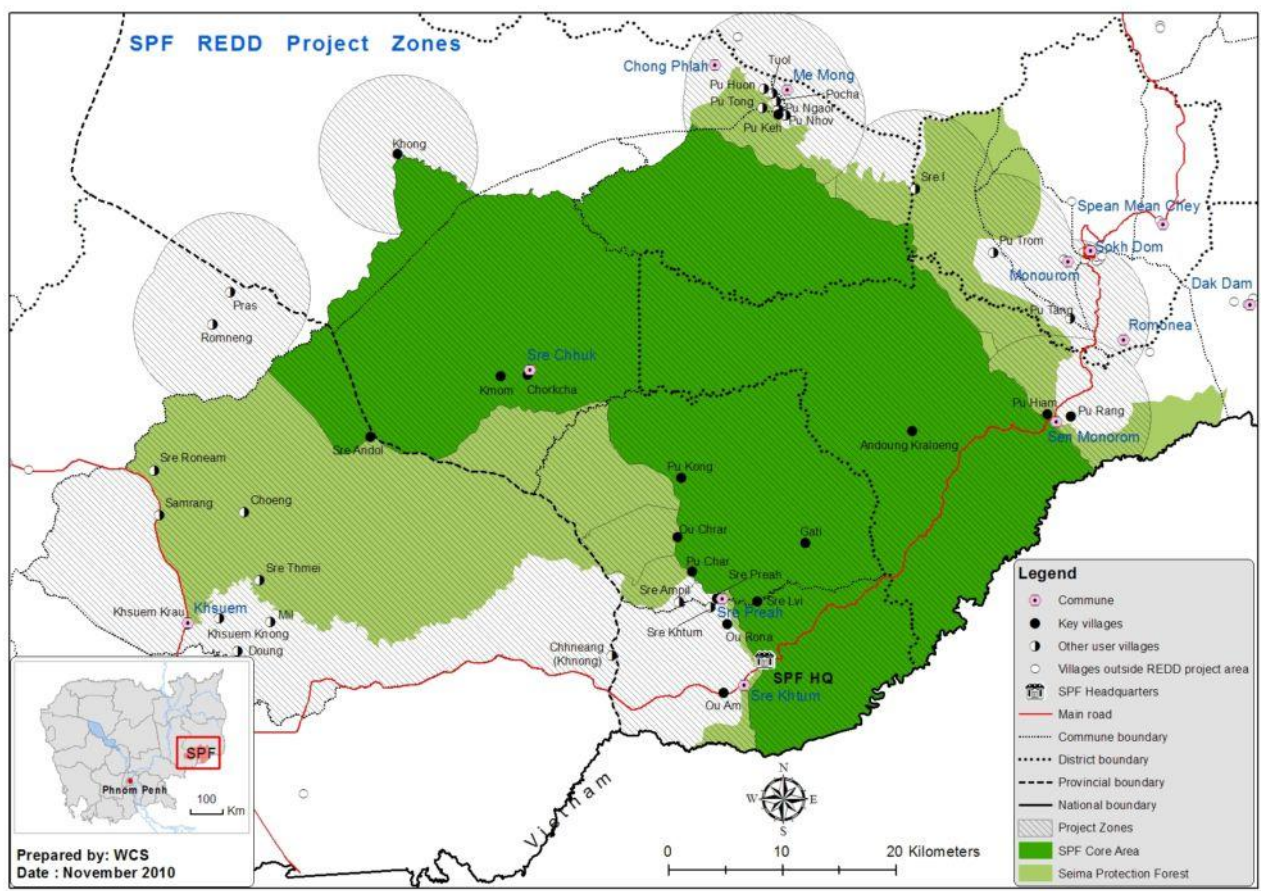 SPF REDD Project Zones
Chong Phlah
Tuol
Me Mong
Pu Huon
Pocha
Pu Tong
Pu Ngaol
Pu Keh
Pu Nhov
Khong
Sre I
Spean Mean Chey
Pu Trom
Sokh Dom
Monourom
Dak Dam
Pras
Pu Tang
Romneng
Romonea
Sre Chhuk
Kmom
Chorkcha
Pu Hiam
Pu Rang
Sen Monorom
Sre Andol
Andoung Kraloeng
Sre Roneam
Pu Kong
Samrang
Choeng
Ou Chrar
Gati
Pu Char
Sre Thmei
Sre Preah
Sre Ampil
Sre Lvi
Khsuem Krau
Khsuem
Mil
Sre Preah
Khsuem Knong
Sre Khtum
Ou Rona
Doung
Chhneang
(Khnong)
SPF HQ
Sre Khtum
Ou Am
Vietnam
N
W
E
S
0
10
20 Kilometers
Legend
Commune
Key villages
Other user villages
Villages outside REDD project area
SPF Headquarters
Main road
Commune boundary
District boundary
Provincial boundary
National boundary
Project Zones
SPF Core Area
Seima Protection Forest
SPF
Phnom Penh
100
Km
Prepared by: WCS
Date : November 2010